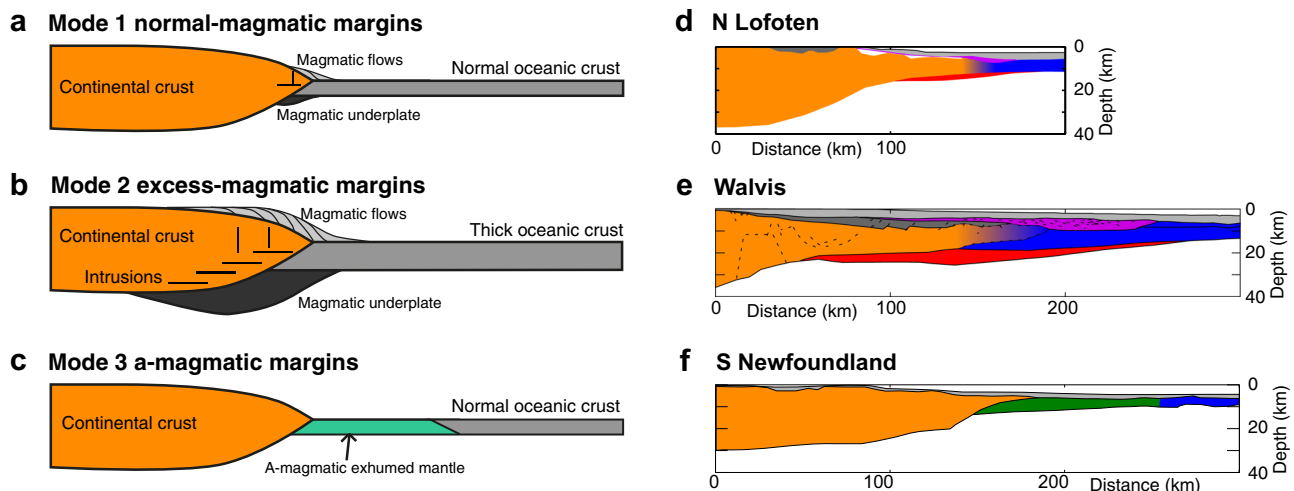 a Mode 1 normal-magmatic margins
Magmatic flows
Continental crust
Normal oceanic crust
Magmatic underplate
b Mode 2 excess-magmatic margins
Magmatic flows
Continental crust
Thick oceanic crust
Intrusions
Magmatic underplate
c Mode 3 a-magmatic margins
Continental crust
Normal oceanic crust
A-magmatic exhumed mantle
d N Lofoten
0
20
40
Depth (km)
0 Distance (km) 100
e Walvis
0
20
40
Depth (km)
0 Distance (km) 100 200
f S Newfoundland
0
20
40
Depth (km)
0 100 200 Distance (km)